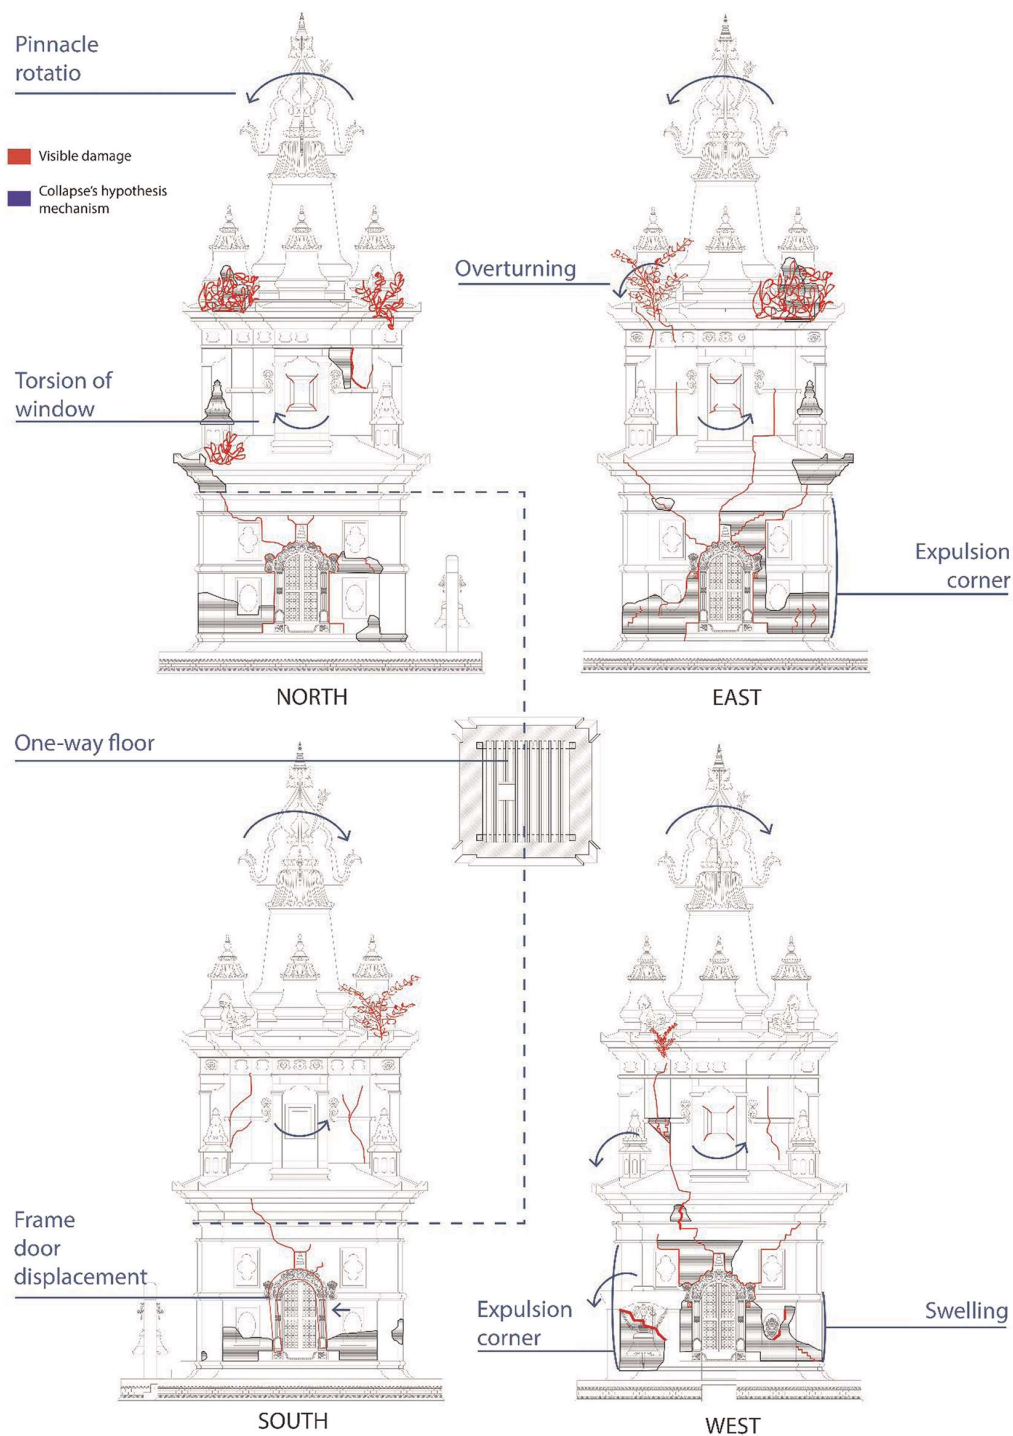 Pinnacle
rotatio
Visible damage
Collapse's hypothesis
mechanism
Overturning
Torsion of
window
Expulsion
corner
NORTH
EAST
One-way floor
Frame
door
displacement
Expulsion
corner
Swelling
SOUTH
WEST